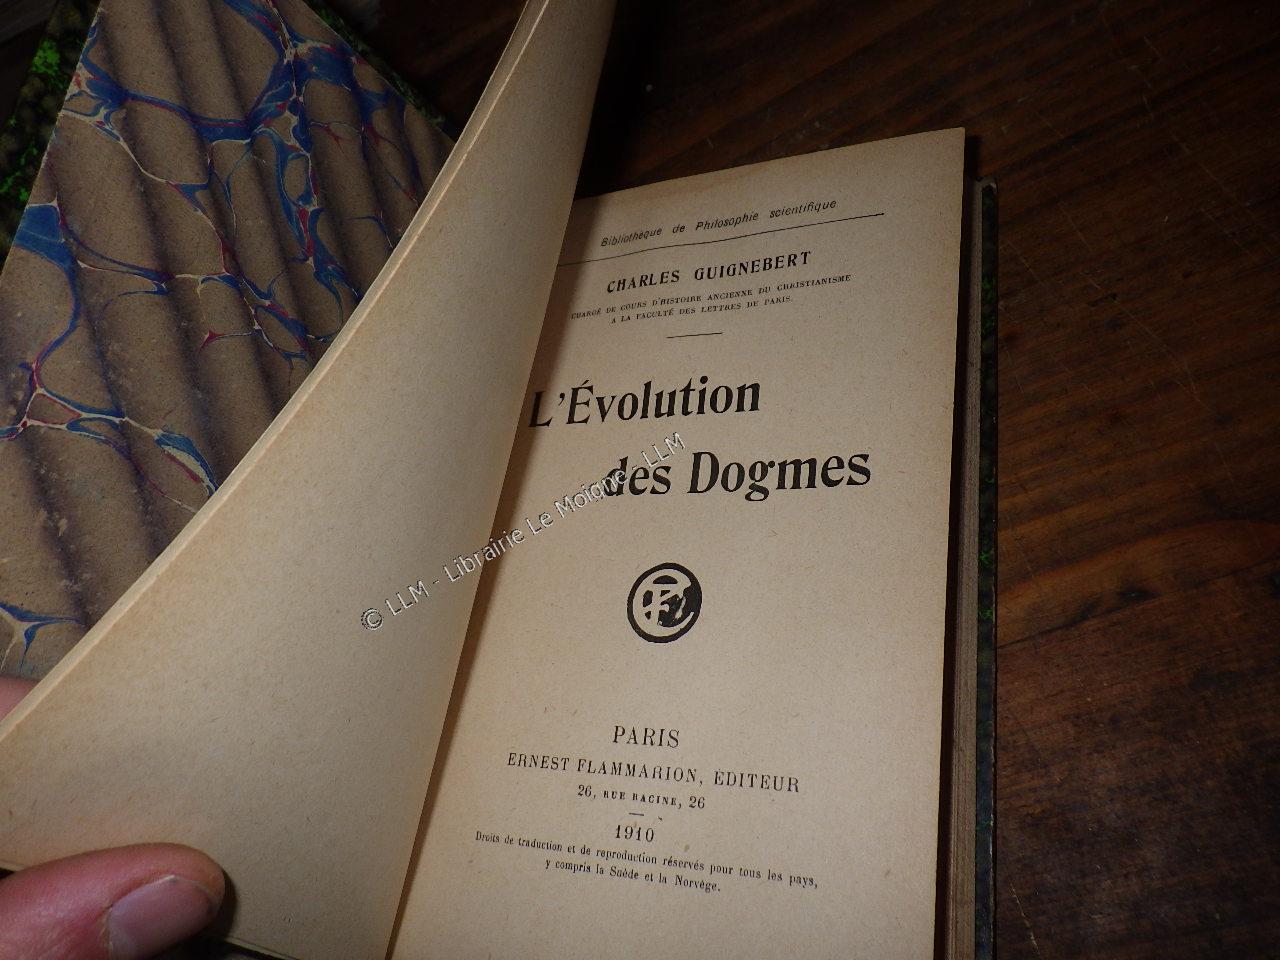 Bibliothèque de Philosophie scientifique
CHARLES GUIGNEBERT
CHARGÉ DE COURS D'HISTOIRE ANCIENNE DU CHRISTIANISME
A LA FACULTÉ DES LETTRES DE PARIS.
L'Évolution
des Dogmes
© LLM - Librairie Le Moigne - LLM
PARIS
ERNEST FLAMMARION, ÉDITEUR
26, RUE RACINE, 26
1910
Droits de traduction et de reproduction réservés pour tous les pays,
y compris la Suède et la Norvège.